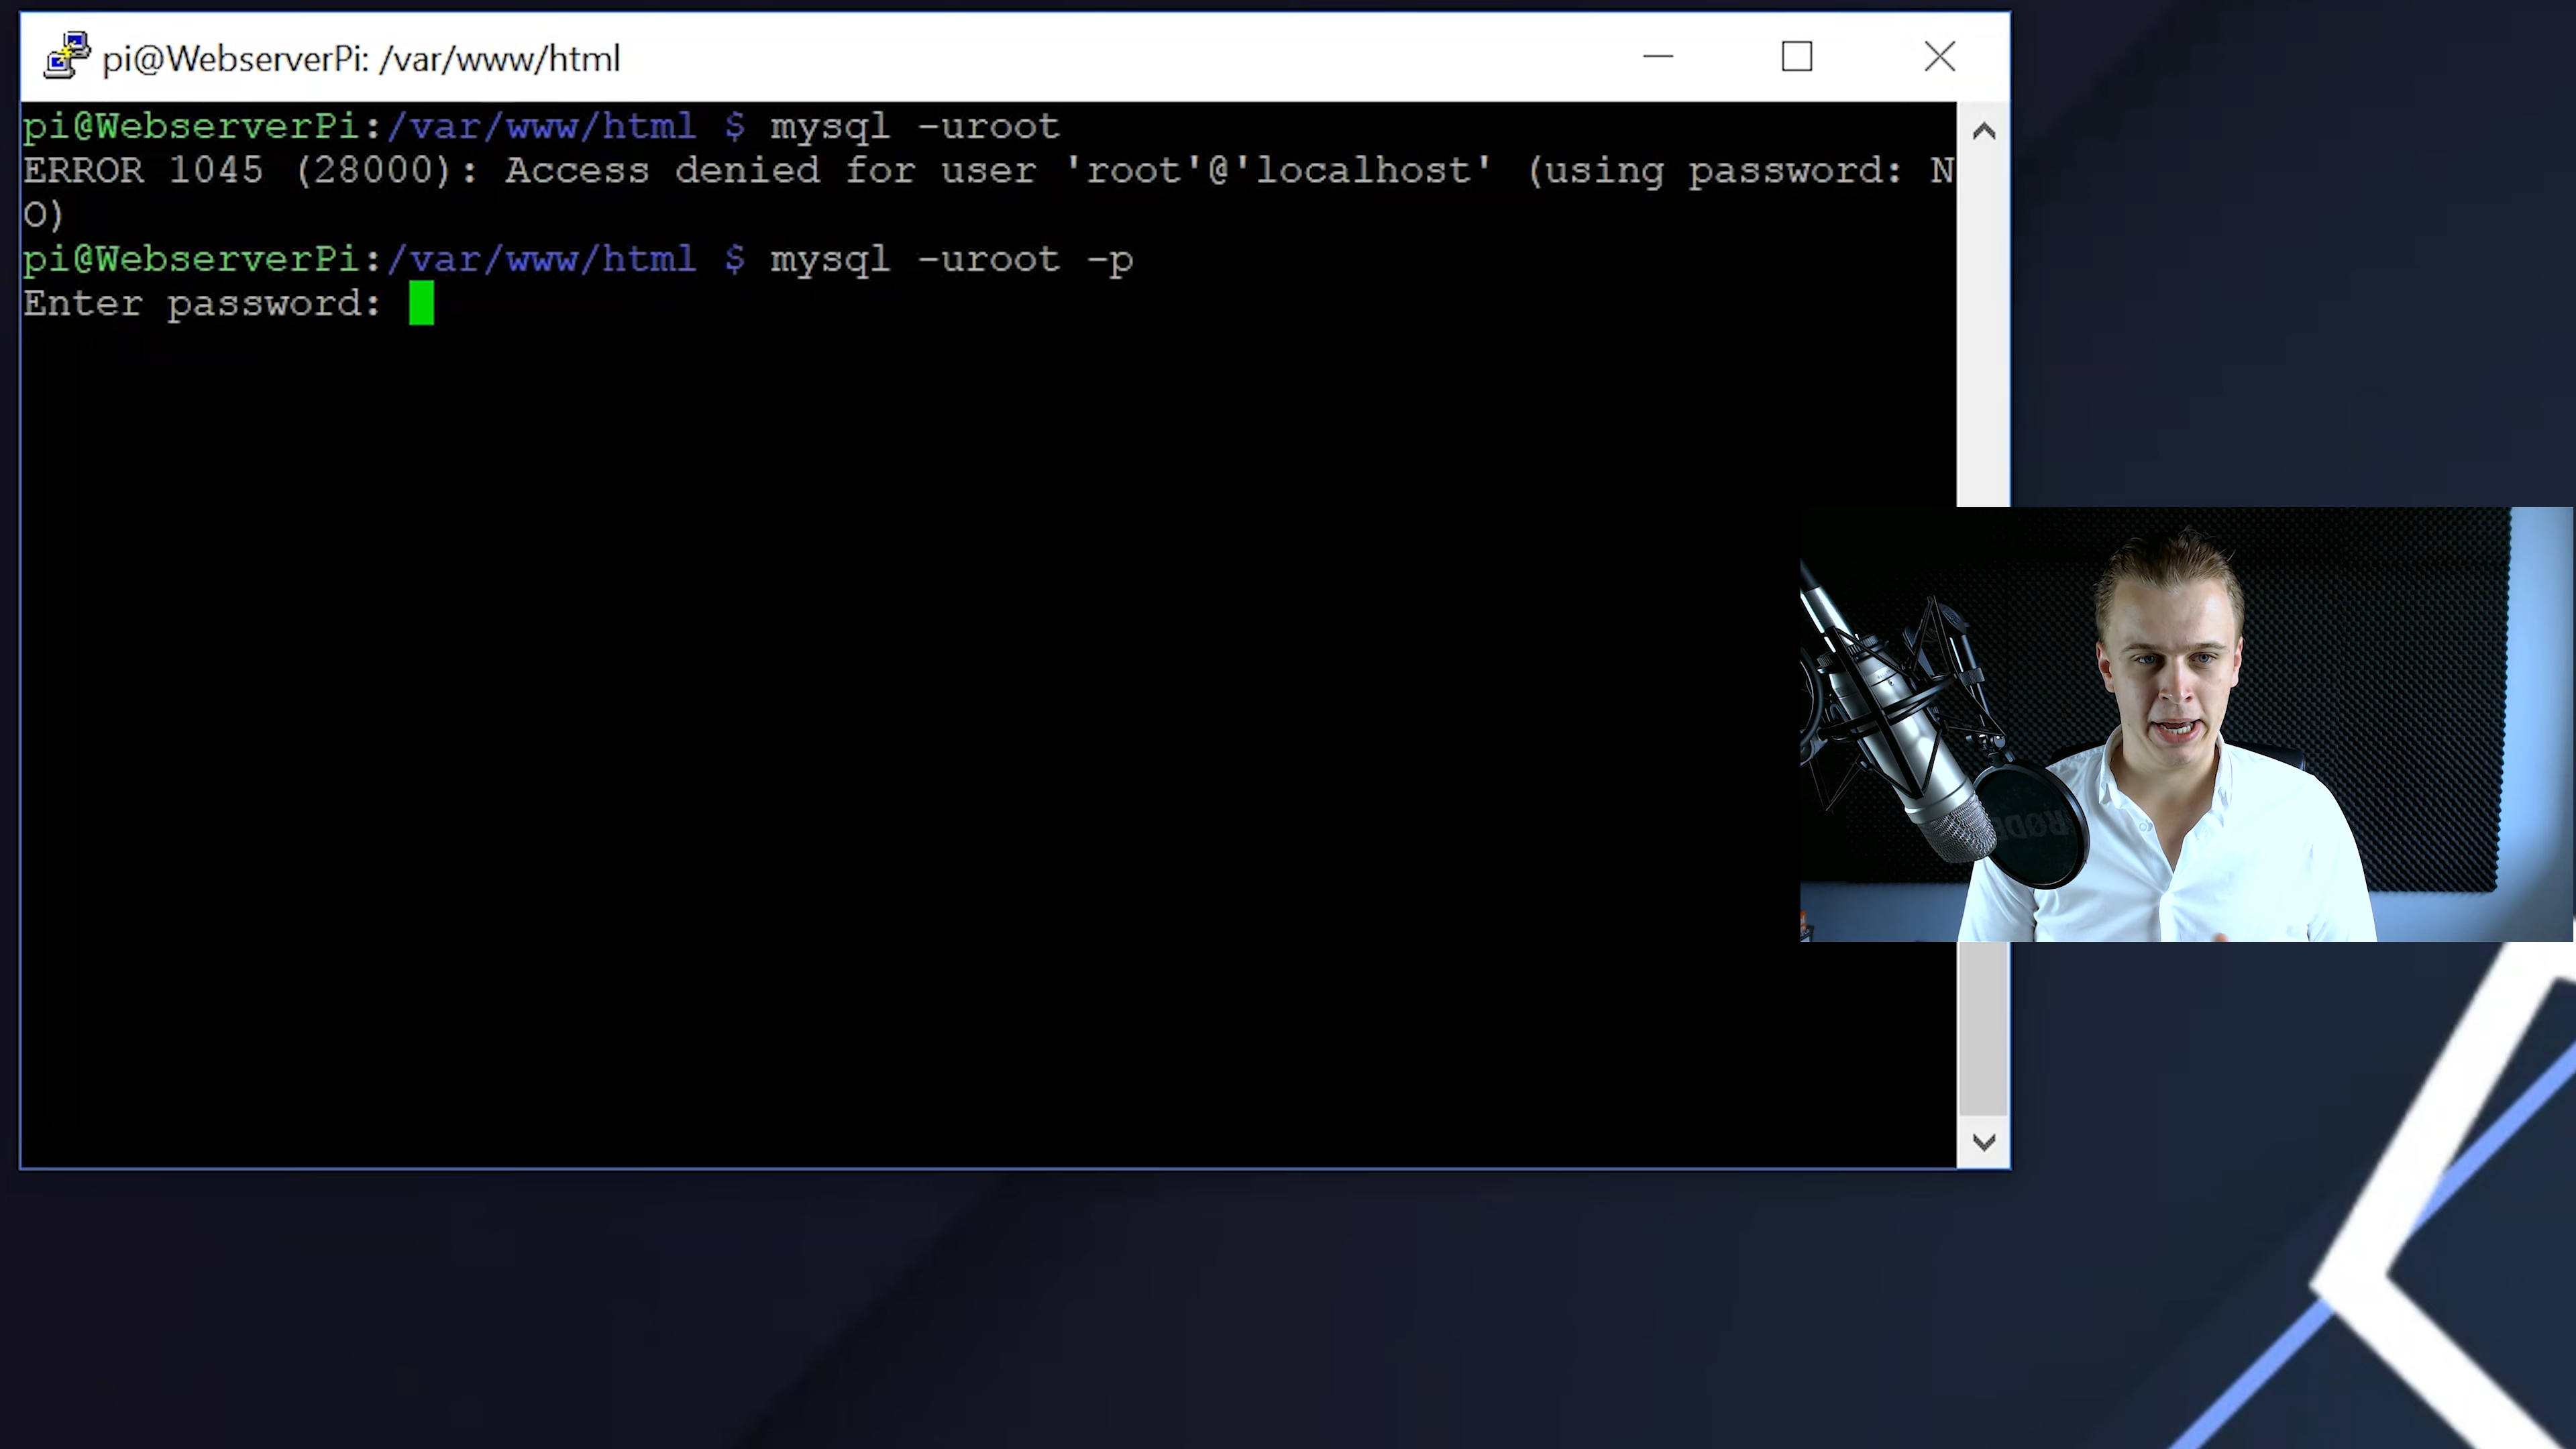 pi@WebserverPi: /var/www/html
pi@WebserverPi:/var/www/html $ mysql -uroot
ERROR 1045 (28000): Access denied for user 'root'@'localhost' (using password: N
O)
pi@WebserverPi:/var/www/html $ mysql -uroot -p
Enter password:
RØDE